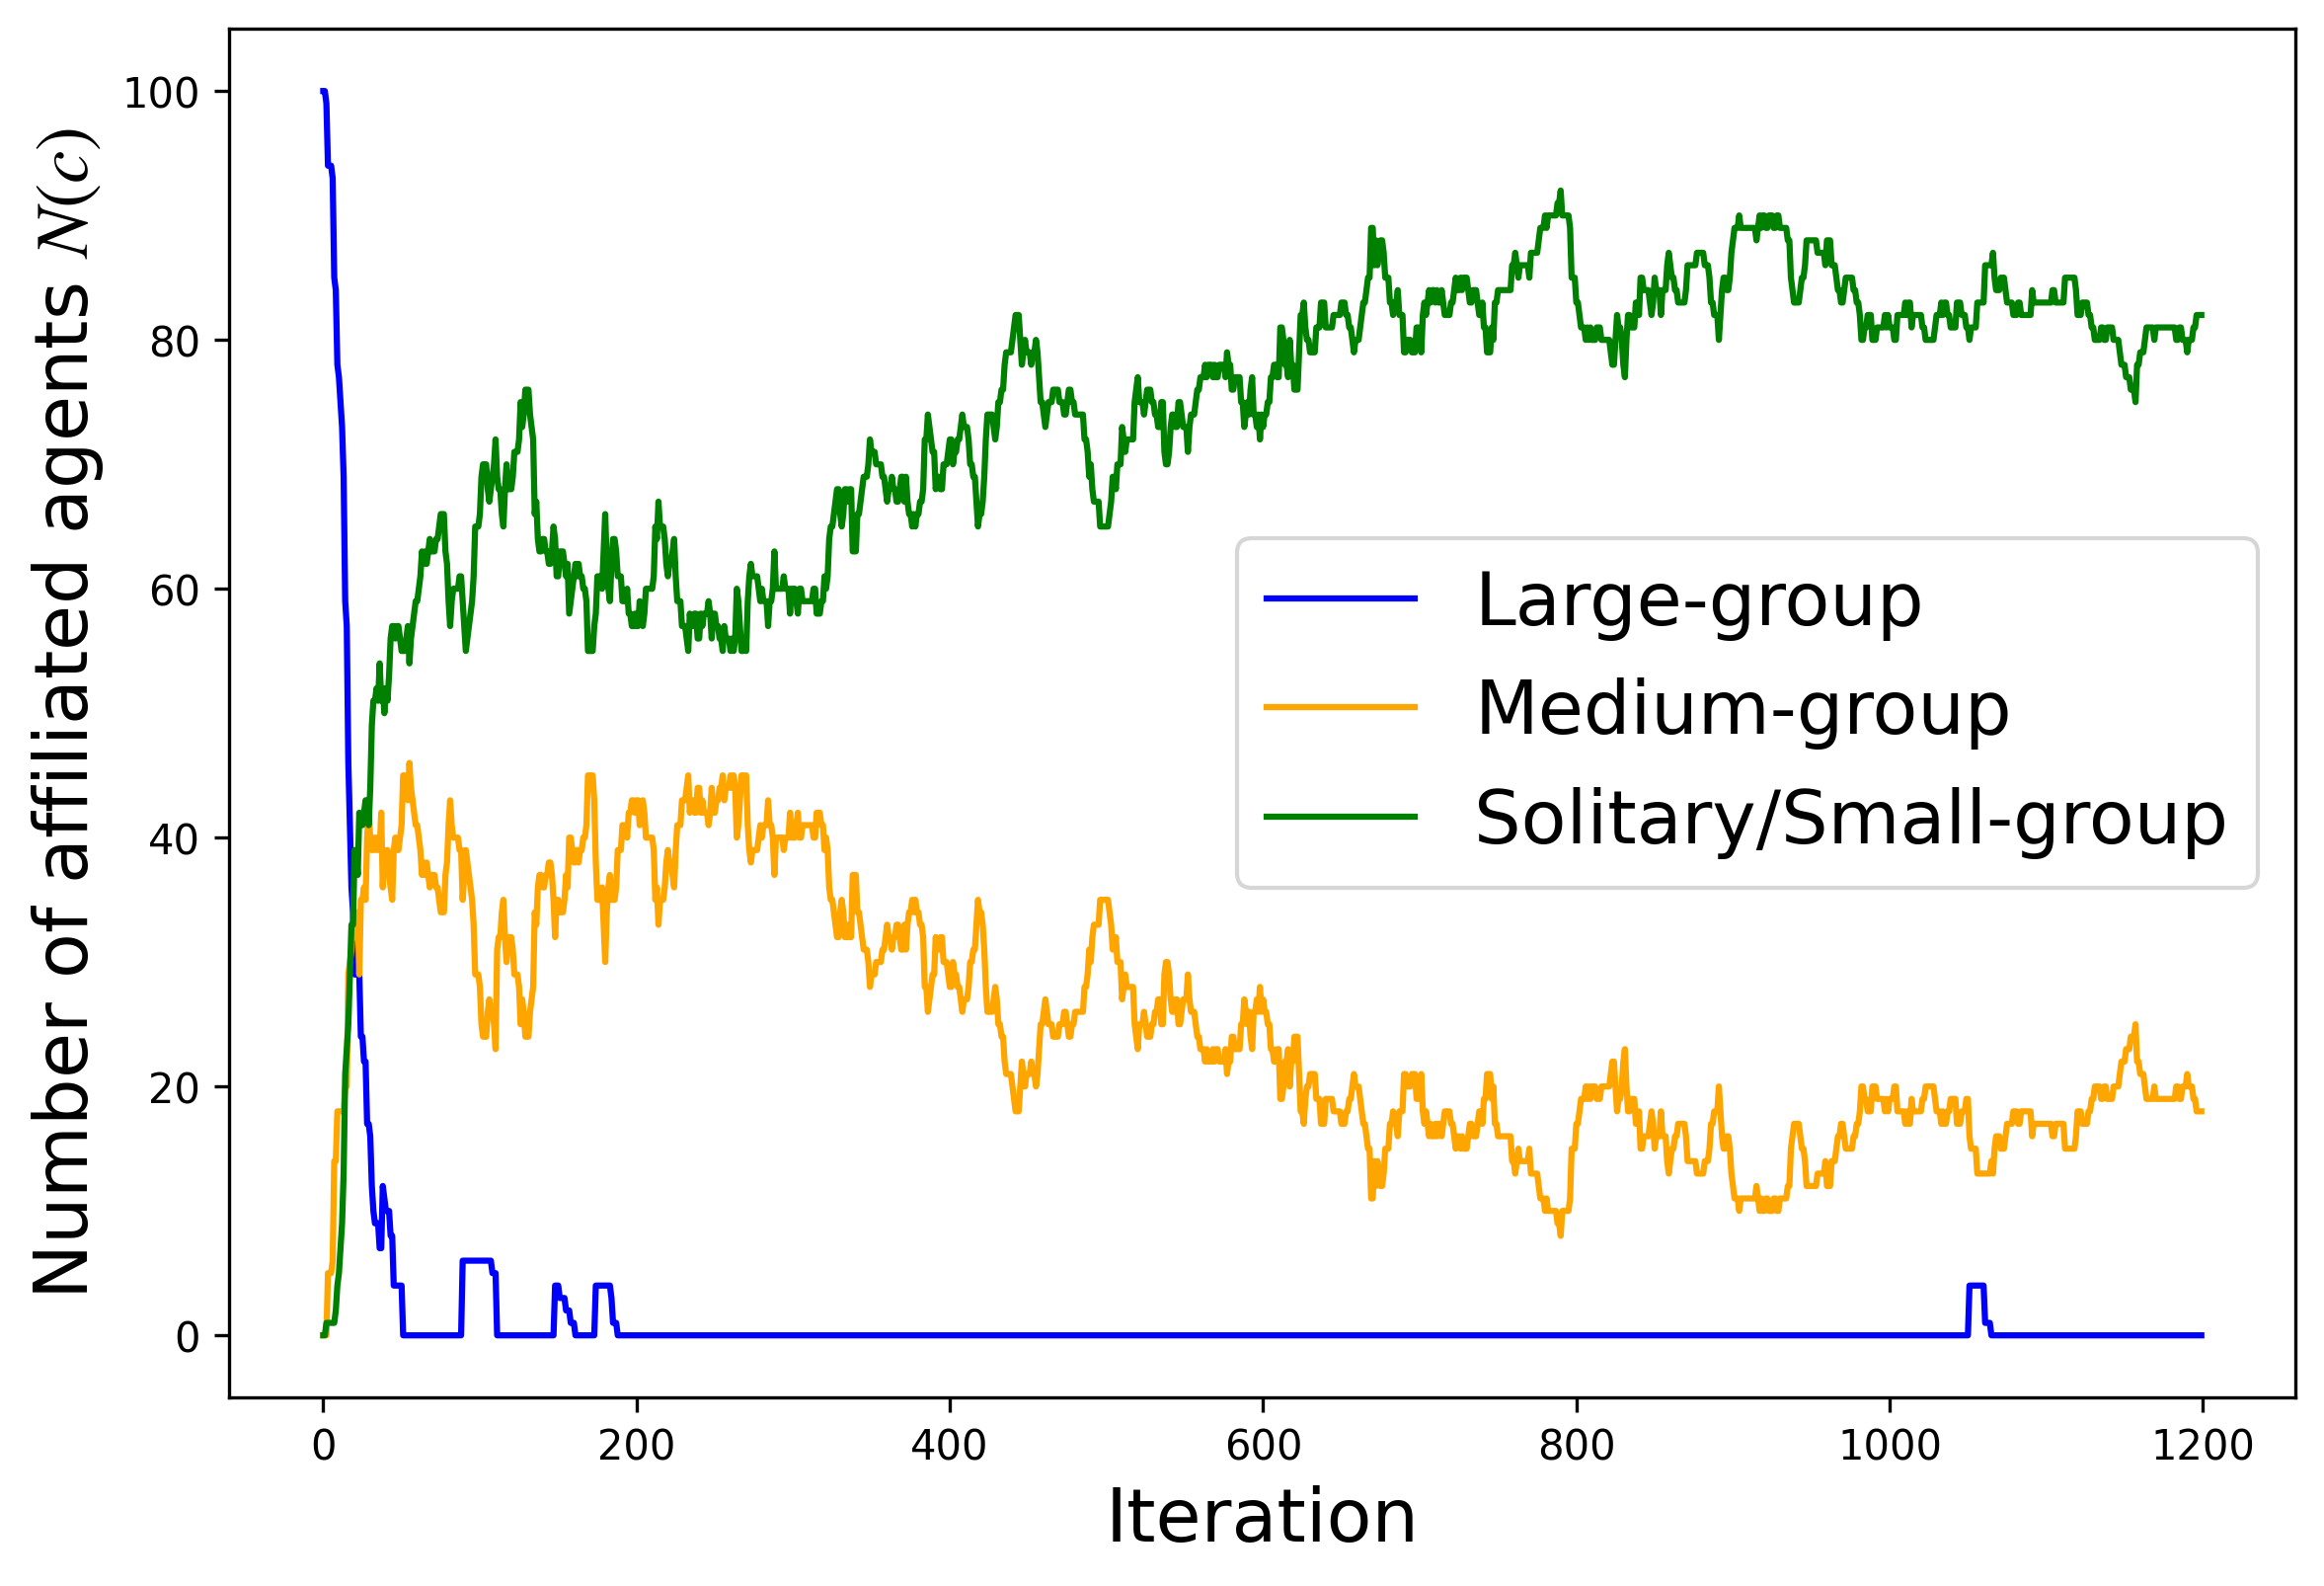 Number of affiliated agents N(c)
100
80
60
40
20
0
Large-group
Medium-group
Solitary/Small-group
0 200 400 600 800 1000 1200
Iteration